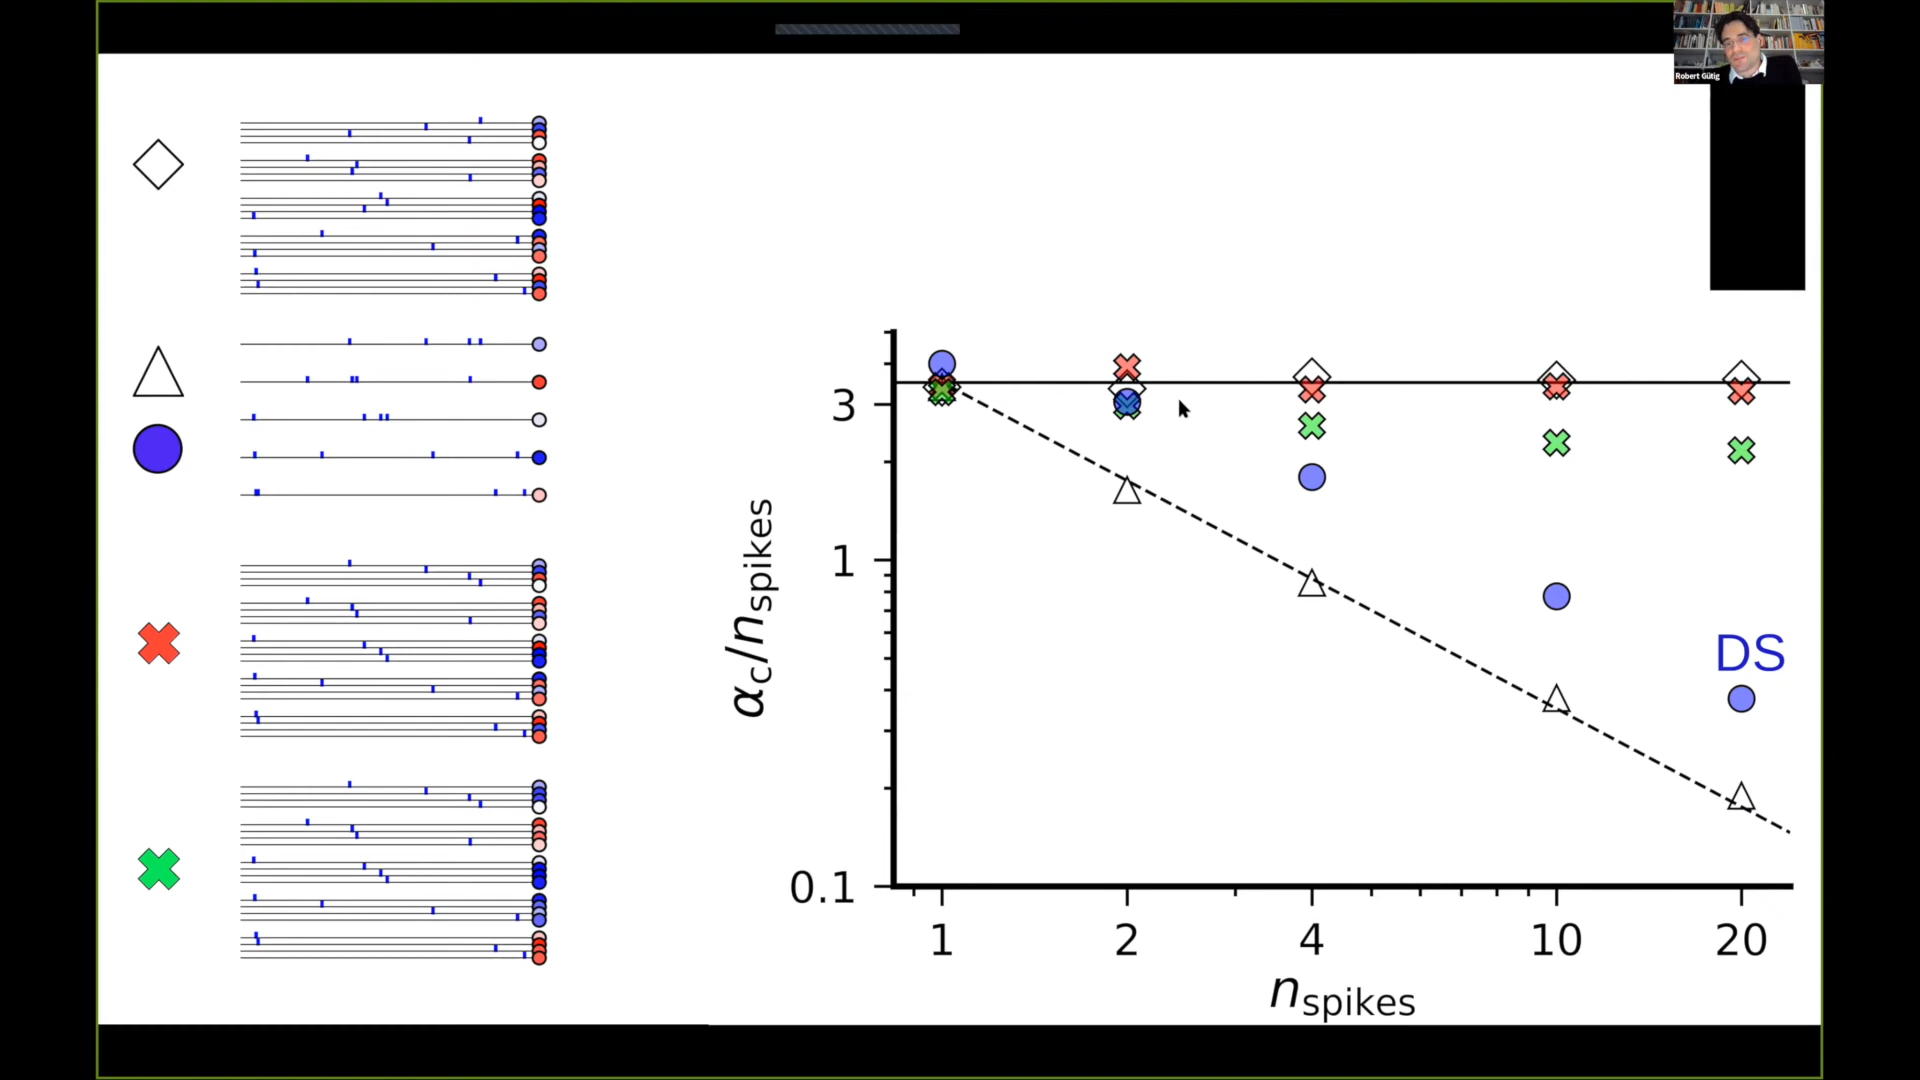 Robert Gütig
α_c/n_spikes
3
1
0.1
DS
1 2 4 10 20
n_spikes